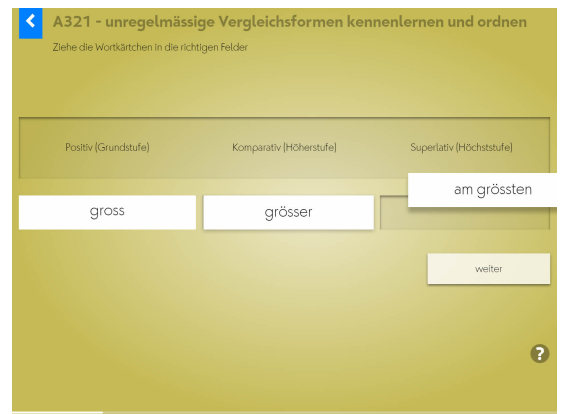 A321 - unregelmässige Vergleichsformen kennenlernen und ordnen
Ziehe die Wortkärtchen in die richtigen Felder
Positiv (Grundstufe) Komparativ (Höherstufe) Superlativ (Höchststufe)
am grössten
gross grösser
weiter
?